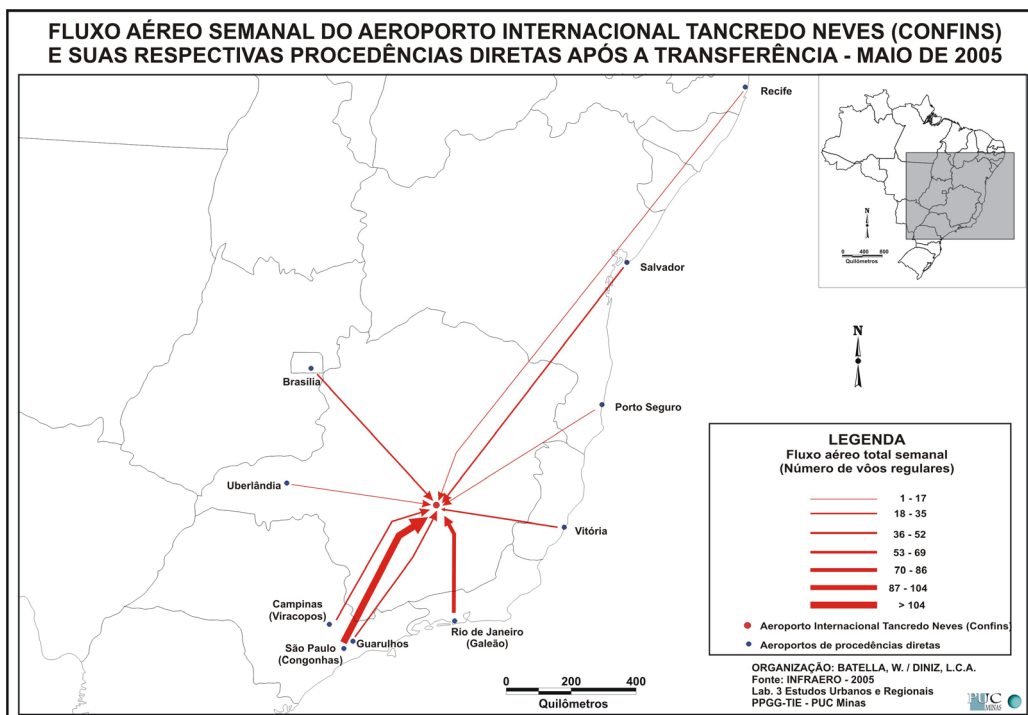 FLUXO AÉREO SEMANAL DO AEROPORTO INTERNACIONAL TANCREDO NEVES (CONFINS)
E SUAS RESPECTIVAS PROCEDÊNCIAS DIRETAS APÓS A TRANSFERÊNCIA - MAIO DE 2005
Recife
N
0 400 800
Quilômetros
Salvador
N
Brasília
Porto Seguro
Uberlândia
Vitória
Campinas
(Viracopos)
São Paulo
(Congonhas)
Guarulhos
Rio de Janeiro
(Galeão)
0 200 400
Quilômetros
LEGENDA
Fluxo aéreo total semanal
(Número de vôos regulares)
1 - 17
18 - 35
36 - 52
53 - 69
70 - 86
87 - 104
> 104
Aeroporto Internacional Tancredo Neves (Confins)
Aeroportos de procedências diretas
ORGANIZAÇÃO: BATELLA, W. / DINIZ, L.C.A.
Fonte: INFRAERO - 2005
Lab. 3 Estudos Urbanos e Regionais
PPGG-TIE - PUC Minas
PUC
MINAS